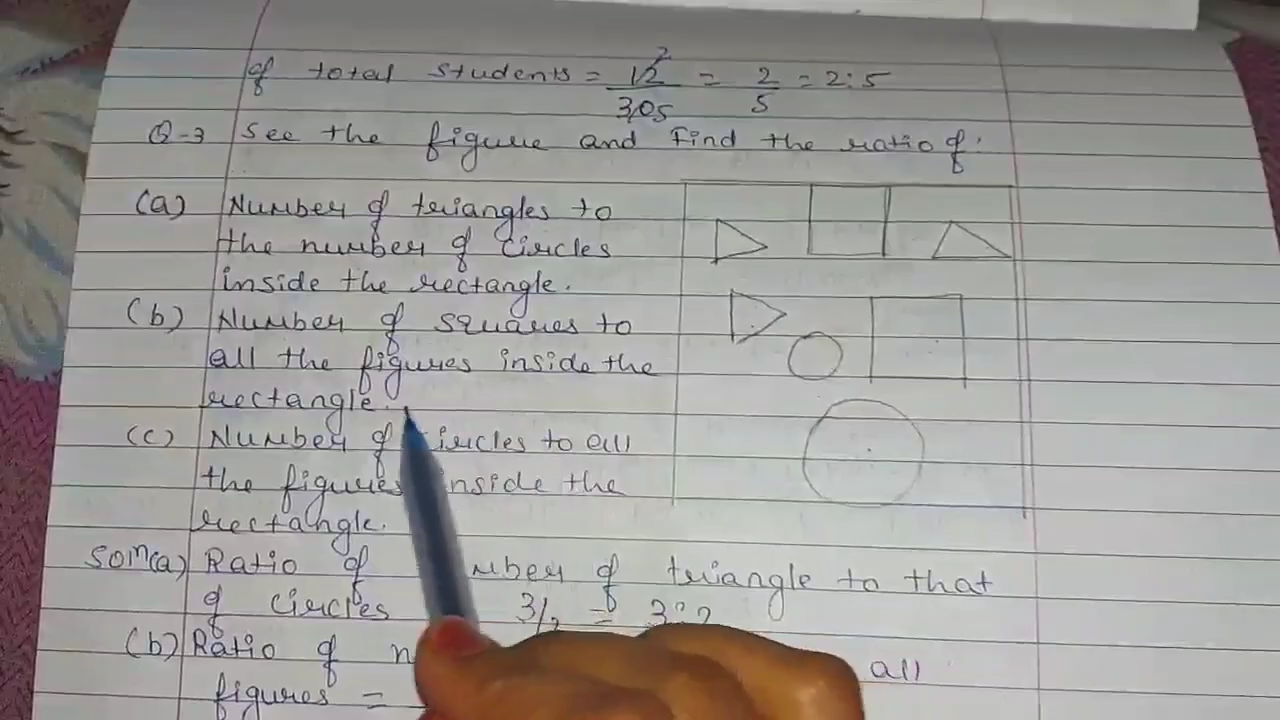 of total students = 12/305 = 2/5 = 2:5
2
Q-3 See the figure and Find the ratio of:
(a) Number of triangles to
the number of Circles
inside the rectangle.
(b) Number of squares to
all the figures inside the
rectangle.
(c) Number of circles to all
the figures inside the
rectangle.
Soln(a) Ratio of number of triangle to that
of circles 3/2 = 3:2
(b) Ratio of all
figures =